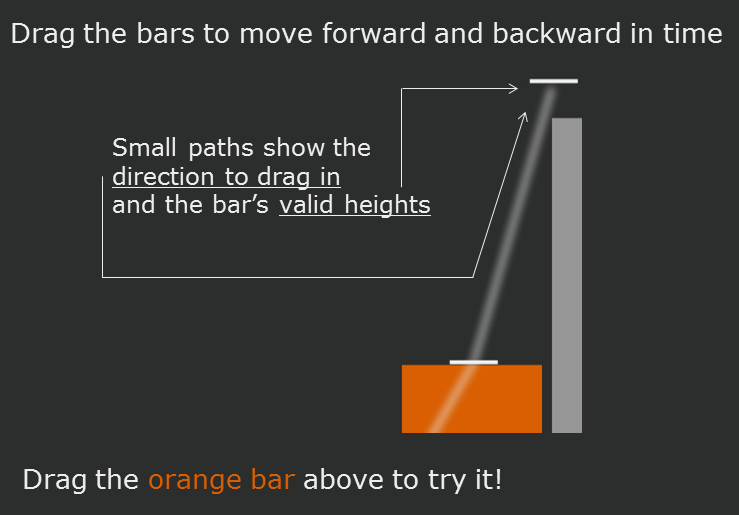 Drag the bars to move forward and backward in time
Small paths show the
direction to drag in
and the bar’s valid heights
Drag the orange bar above to try it!